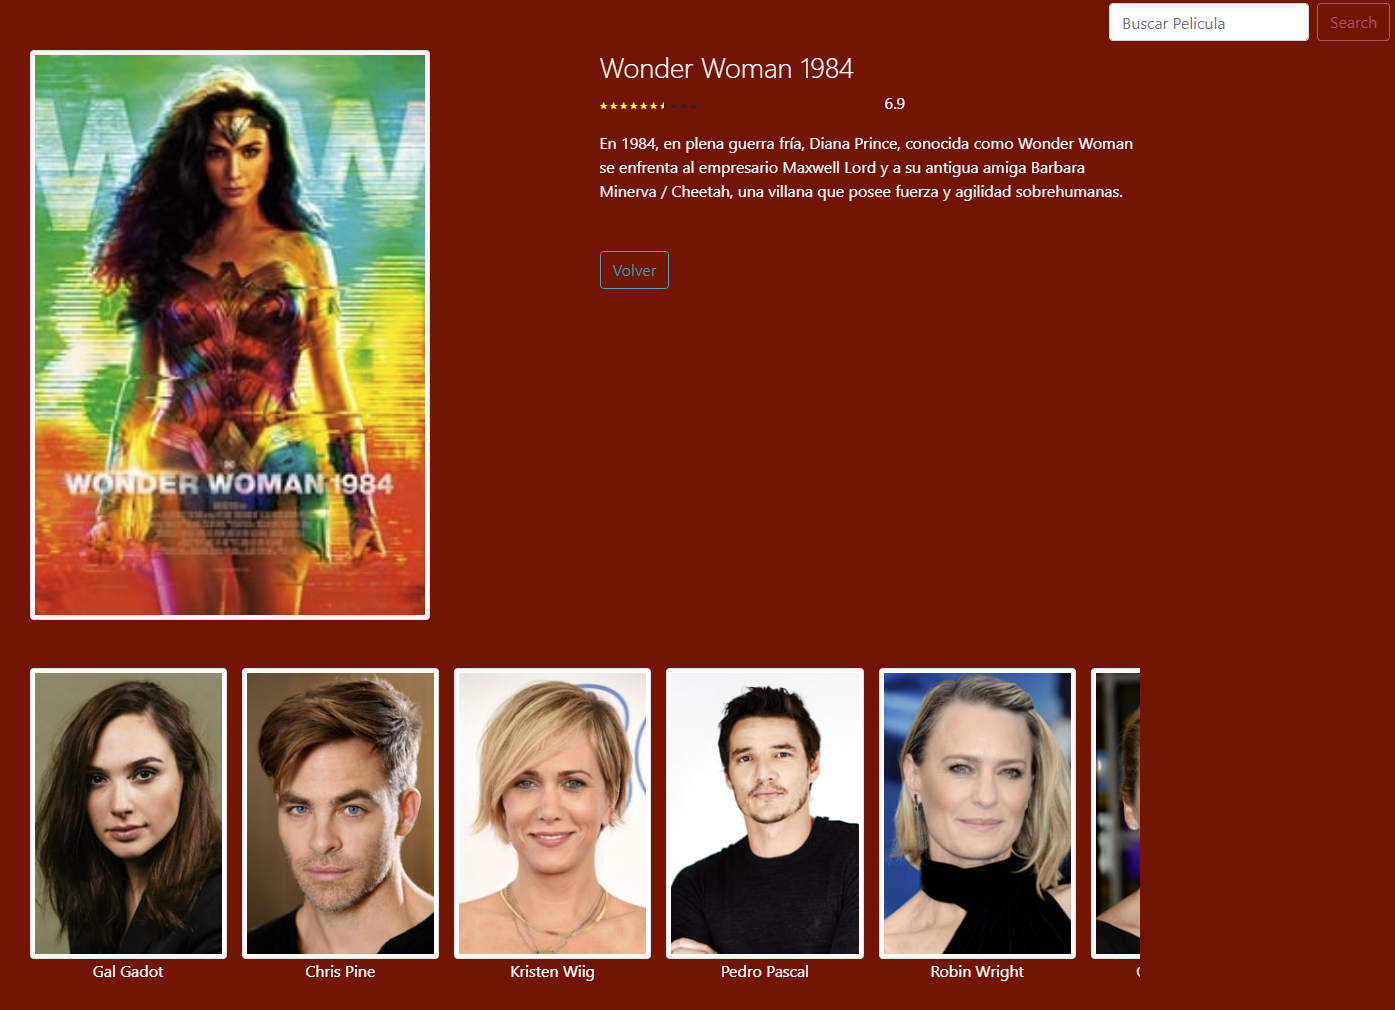 Buscar Pelicula
Search
Wonder Woman 1984
6.9
En 1984, en plena guerra fría, Diana Prince, conocida como Wonder Woman
se enfrenta al empresario Maxwell Lord y a su antigua amiga Barbara
Minerva / Cheetah, una villana que posee fuerza y agilidad sobrehumanas.
Volver
WW
WONDER WOMAN 1984
Gal Gadot
Chris Pine
Kristen Wiig
Pedro Pascal
Robin Wright